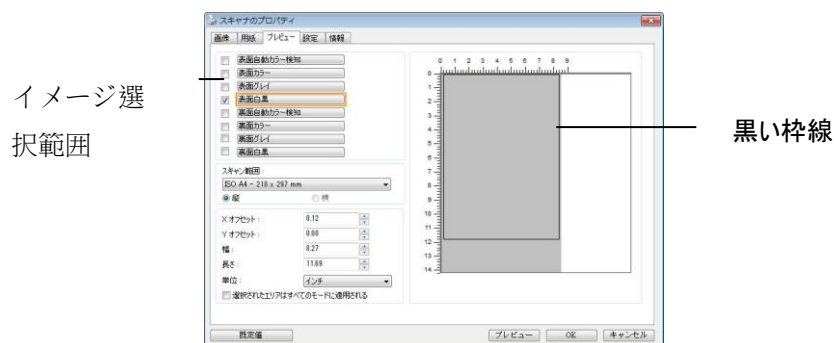 スキャナのプロパティ
画像 用紙 プレビュー 設定 情報
表面自動カラー検知
表面カラー
表面グレイ
表面白黒
裏面自動カラー検知
裏面カラー
裏面グレイ
裏面白黒
イメージ選
択範囲
スキャン範囲:
ISO A4 - 210 x 297 mm
縦 横
Xオフセット: 0.12
Yオフセット: 0.00
幅: 8.27
長さ: 11.69
単位: インチ
選択されたエリアはすべてのモードに適用される
0 1 2 3 4 5 6 7 8 9
0
1
2
3
4
5
6
7
8
9
10
11
12
13
14
黒い枠線
既定値 プレビュー OK キャンセル